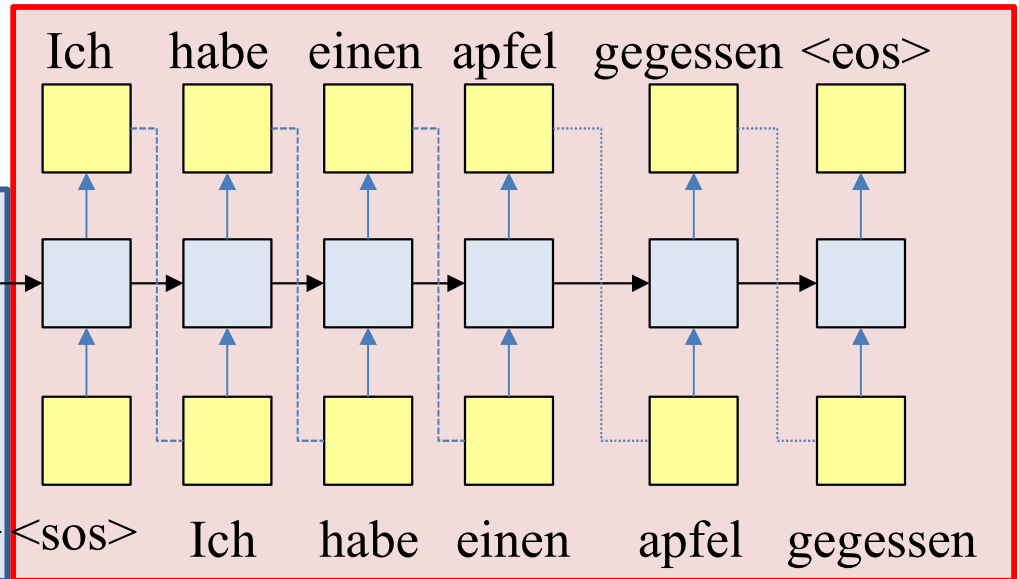 Ich habe einen apfel gegessen <eos>
<sos> Ich habe einen apfel gegessen